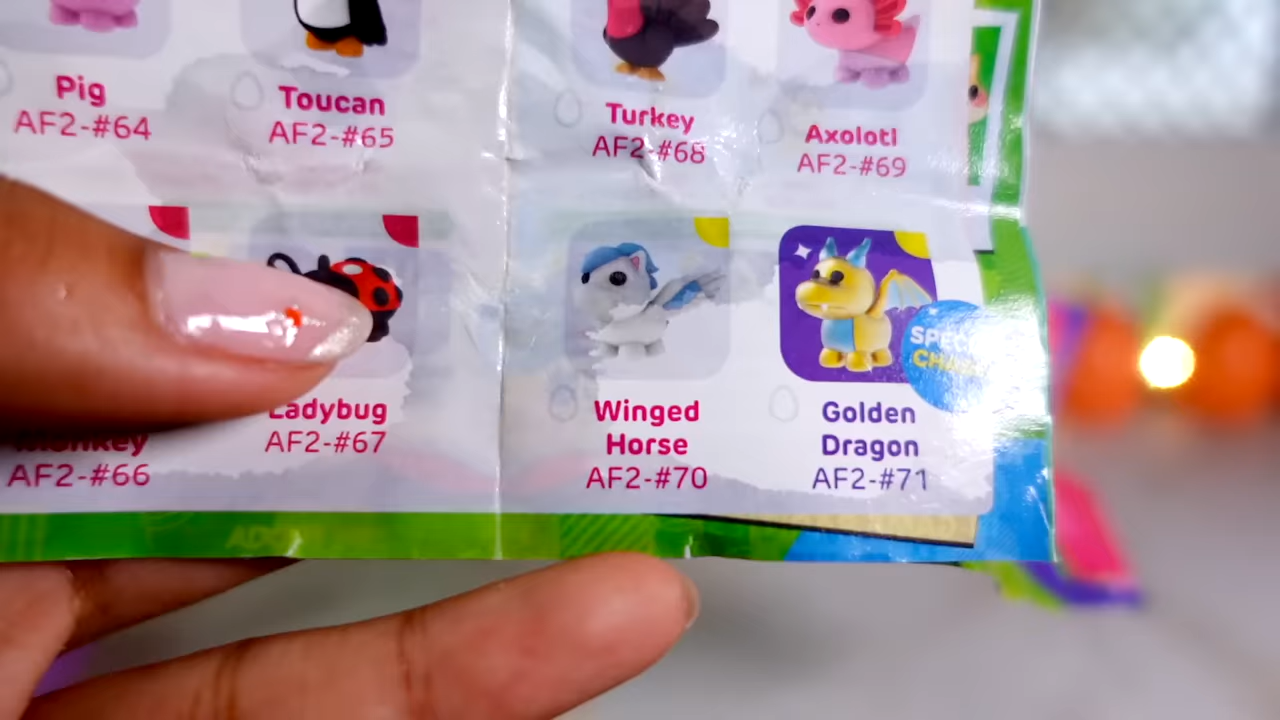 Pig
AF2-#64
Toucan
AF2-#65
Turkey
AF2-#68
Axolotl
AF2-#69
Monkey
AF2-#66
Ladybug
AF2-#67
Winged
Horse
AF2-#70
Golden
Dragon
AF2-#71